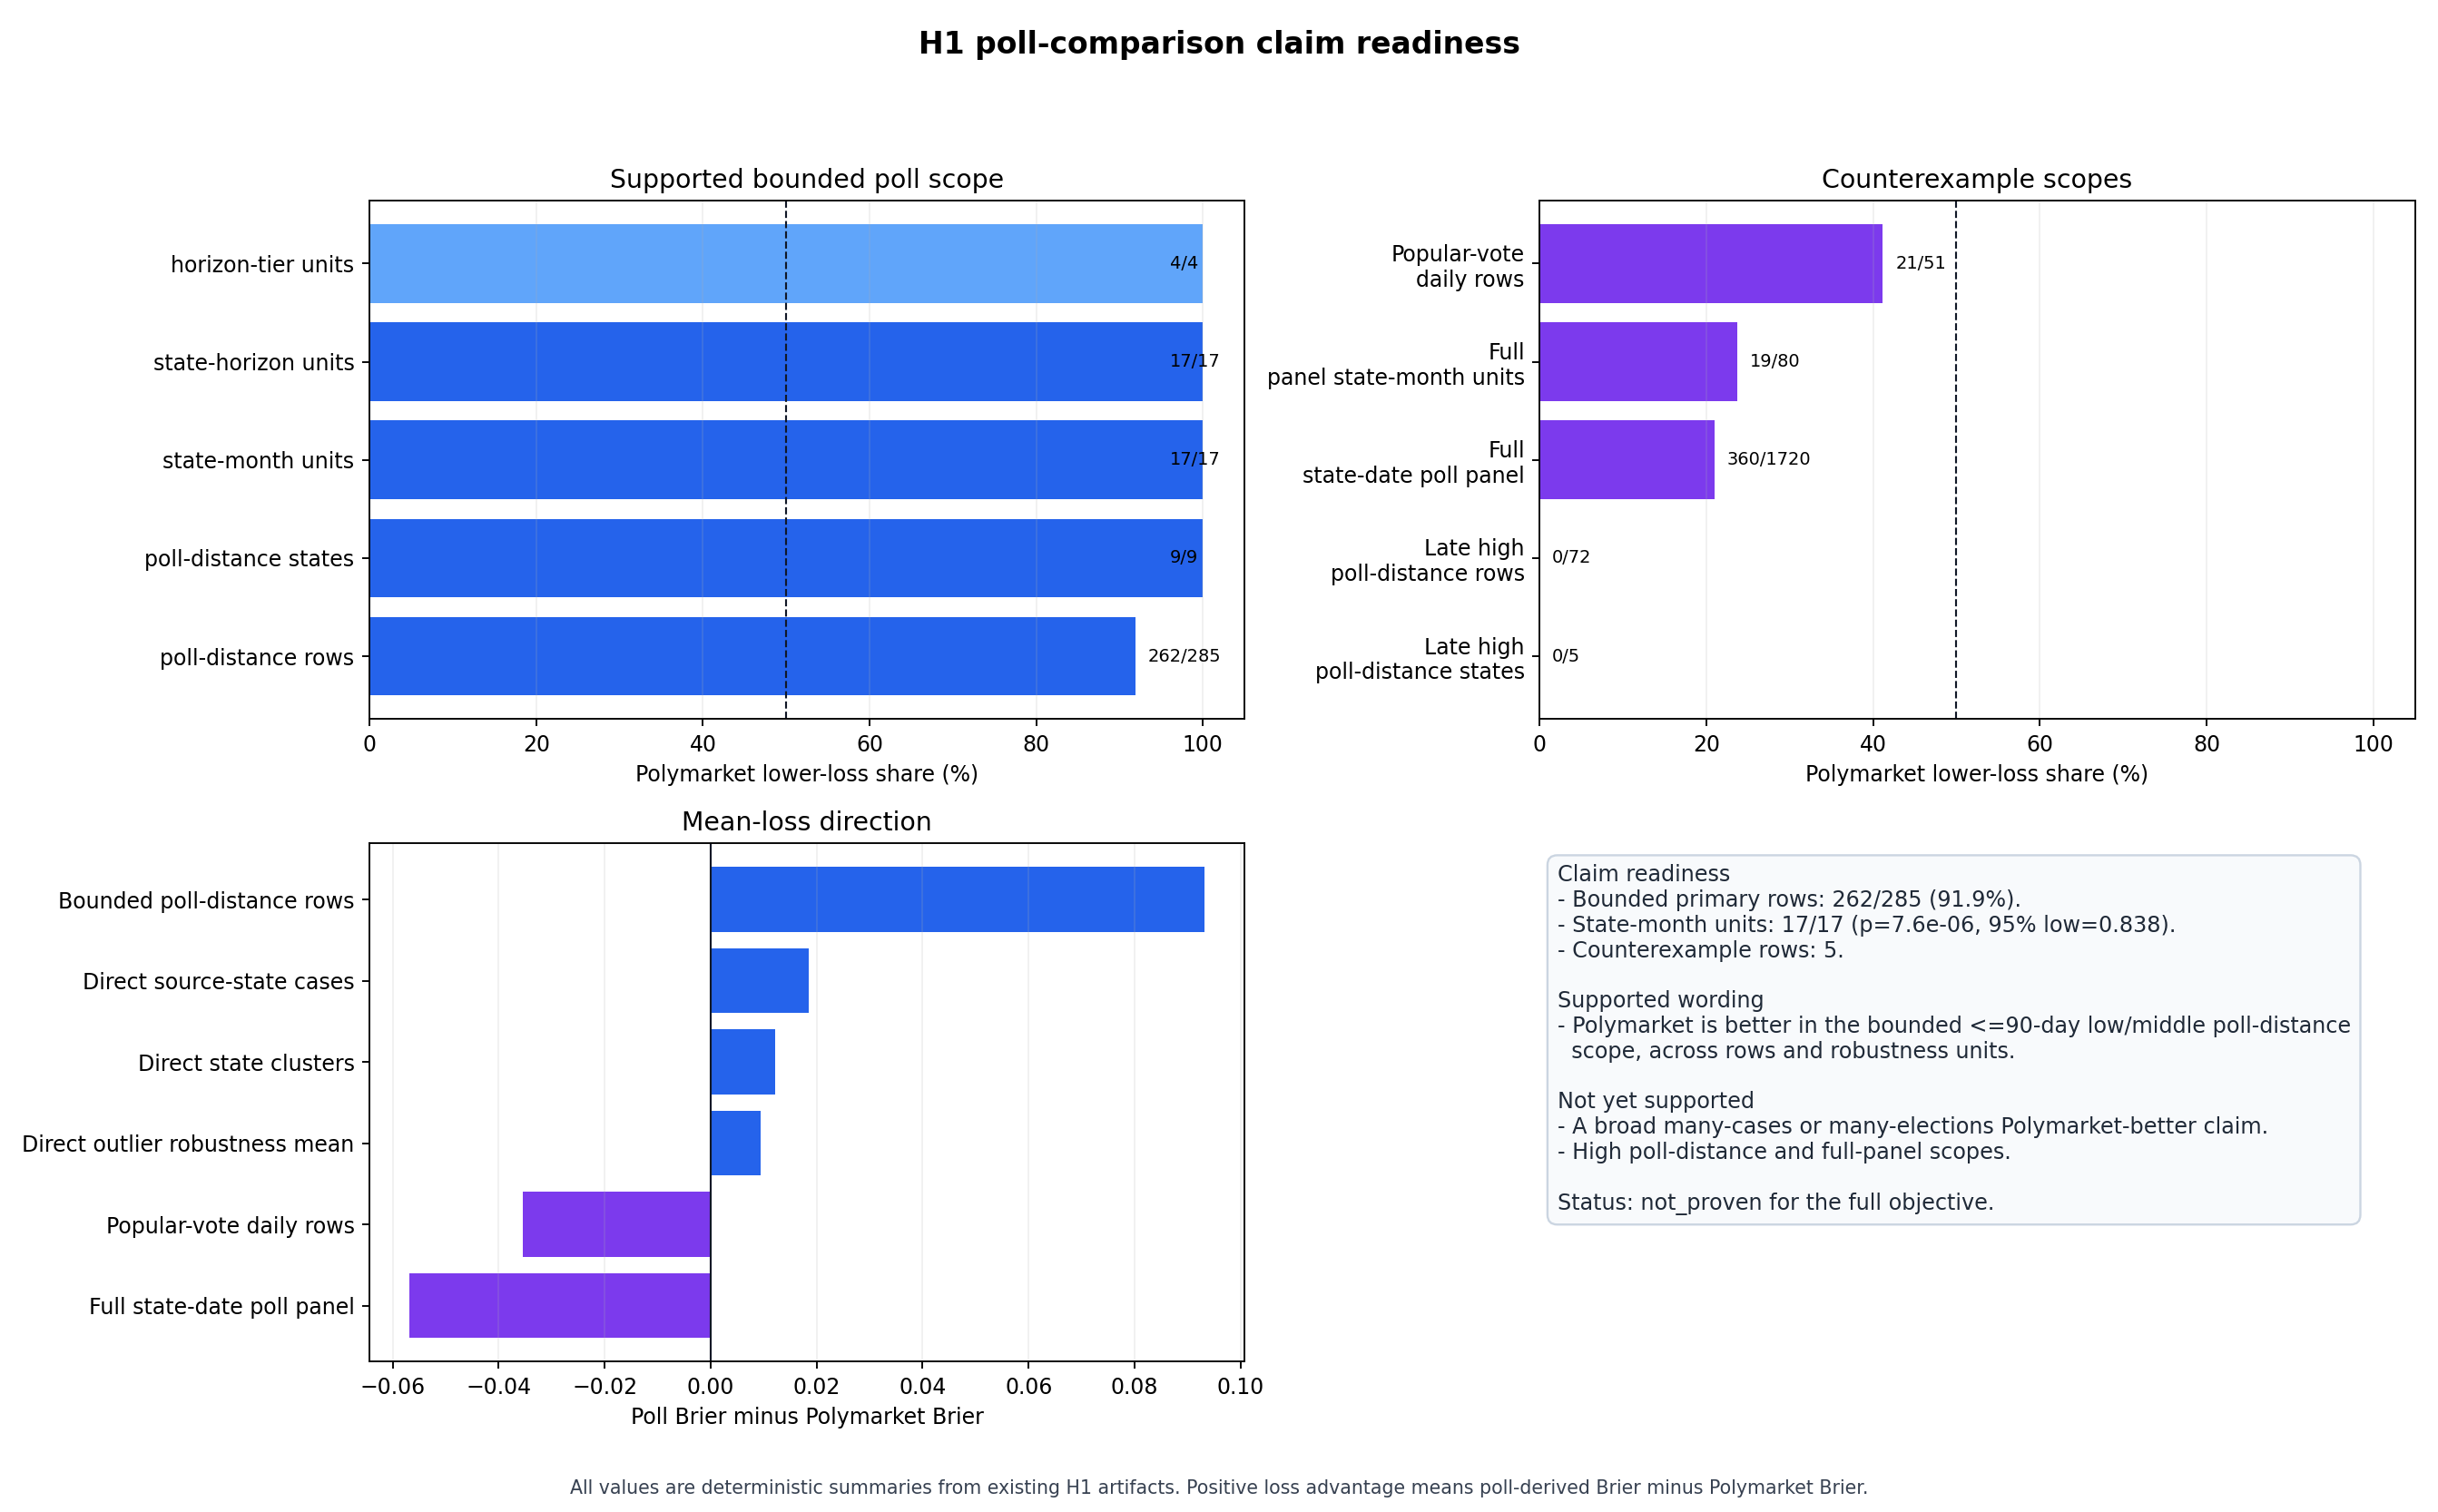 H1 poll-comparison claim readiness
Supported bounded poll scope
horizon-tier units
4/4
state-horizon units
17/17
state-month units
17/17
poll-distance states
9/9
poll-distance rows
262/285
0 20 40 60 80 100
Polymarket lower-loss share (%)
Counterexample scopes
Popular-vote
daily rows
21/51
Full
panel state-month units
19/80
Full
state-date poll panel
360/1720
Late high
poll-distance rows
0/72
Late high
poll-distance states
0/5
0 20 40 60 80 100
Polymarket lower-loss share (%)
Mean-loss direction
Bounded poll-distance rows
Direct source-state cases
Direct state clusters
Direct outlier robustness mean
Popular-vote daily rows
Full state-date poll panel
−0.06 −0.04 −0.02 0.00 0.02 0.04 0.06 0.08 0.10
Poll Brier minus Polymarket Brier
Claim readiness
- Bounded primary rows: 262/285 (91.9%).
- State-month units: 17/17 (p=7.6e-06, 95% low=0.838).
- Counterexample rows: 5.
Supported wording
- Polymarket is better in the bounded <=90-day low/middle poll-distance
scope, across rows and robustness units.
Not yet supported
- A broad many-cases or many-elections Polymarket-better claim.
- High poll-distance and full-panel scopes.
Status: not_proven for the full objective.
All values are deterministic summaries from existing H1 artifacts. Positive loss advantage means poll-derived Brier minus Polymarket Brier.